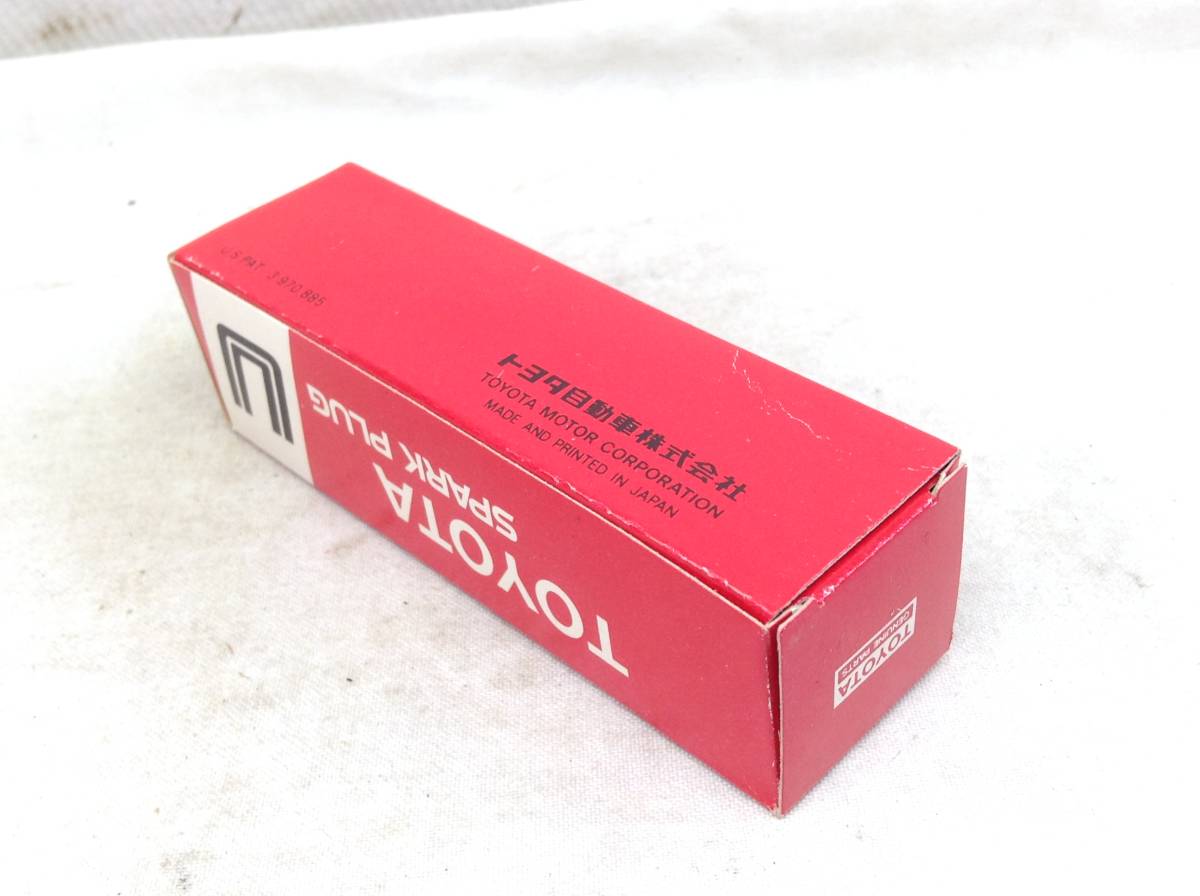 U.S.PAT 3.970.885
トヨタ自動車株式会社
TOYOTA MOTOR CORPORATION
MADE AND PRINTED IN JAPAN
TOYOTA
SPARK PLUG
U
TOYOTA
GENUINE PARTS